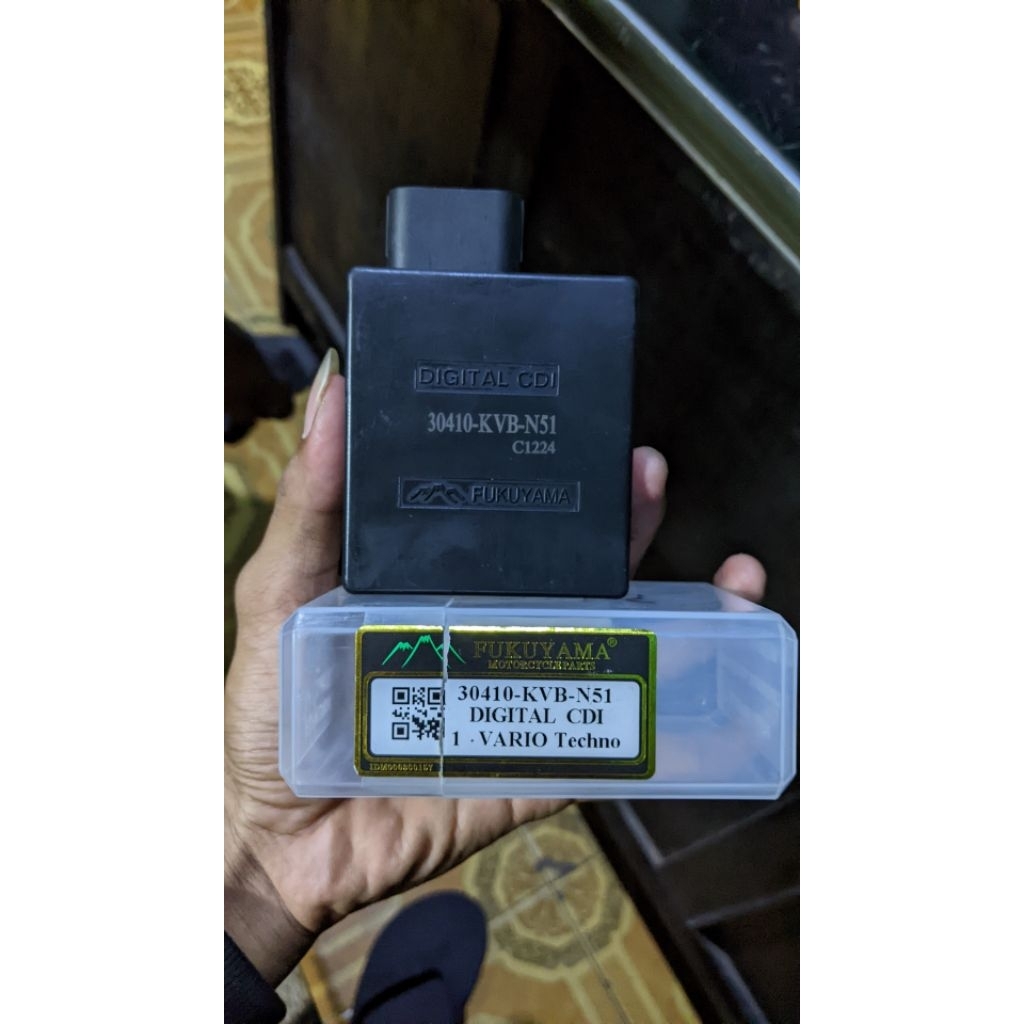 DIGITAL CDI
30410-KVB-N51
C1224
FUKUYAMA
FUKUYAMA®
MOTORCYCLE PARTS
30410-KVB-N51
DIGITAL CDI
1 . VARIO Techno